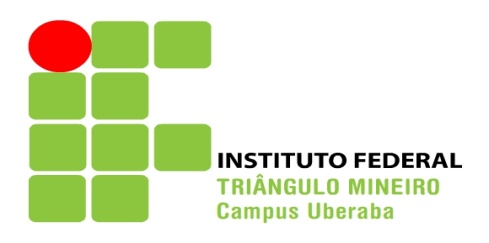 INSTITUTO FEDERAL
TRIÂNGULO MINEIRO
Campus Uberaba